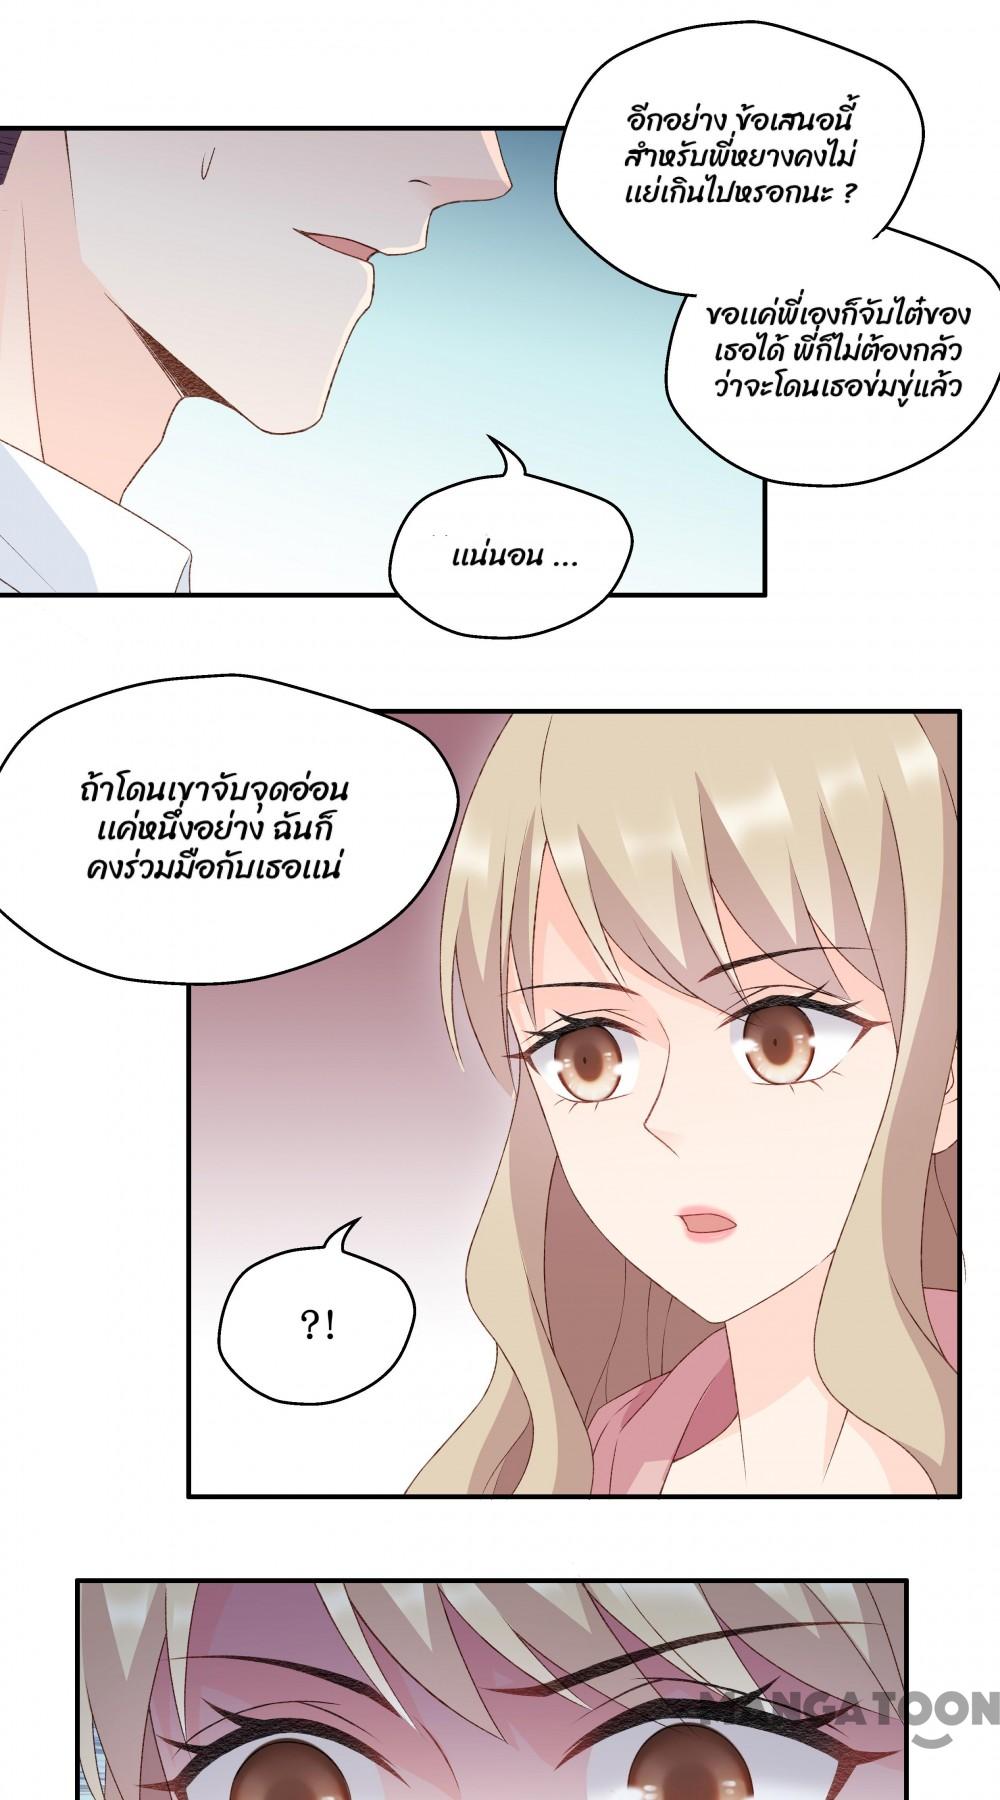 อีกอย่าง ข้อเสนอนี้
สำหรับพี่หยางคงไม่
แย่เกินไปหรอกนะ ?
ขอแค่พี่เองก็จับไต๋ของ
เธอได้ พี่ก็ไม่ต้องกลัว
ว่าจะโดนเธอข่มขู่แล้ว
แน่นอน ...
ถ้าโดนเขาจับจุดอ่อน
แค่หนึ่งอย่าง ฉันก็
คงร่วมมือกับเธอแน่
?!
MANGATOON